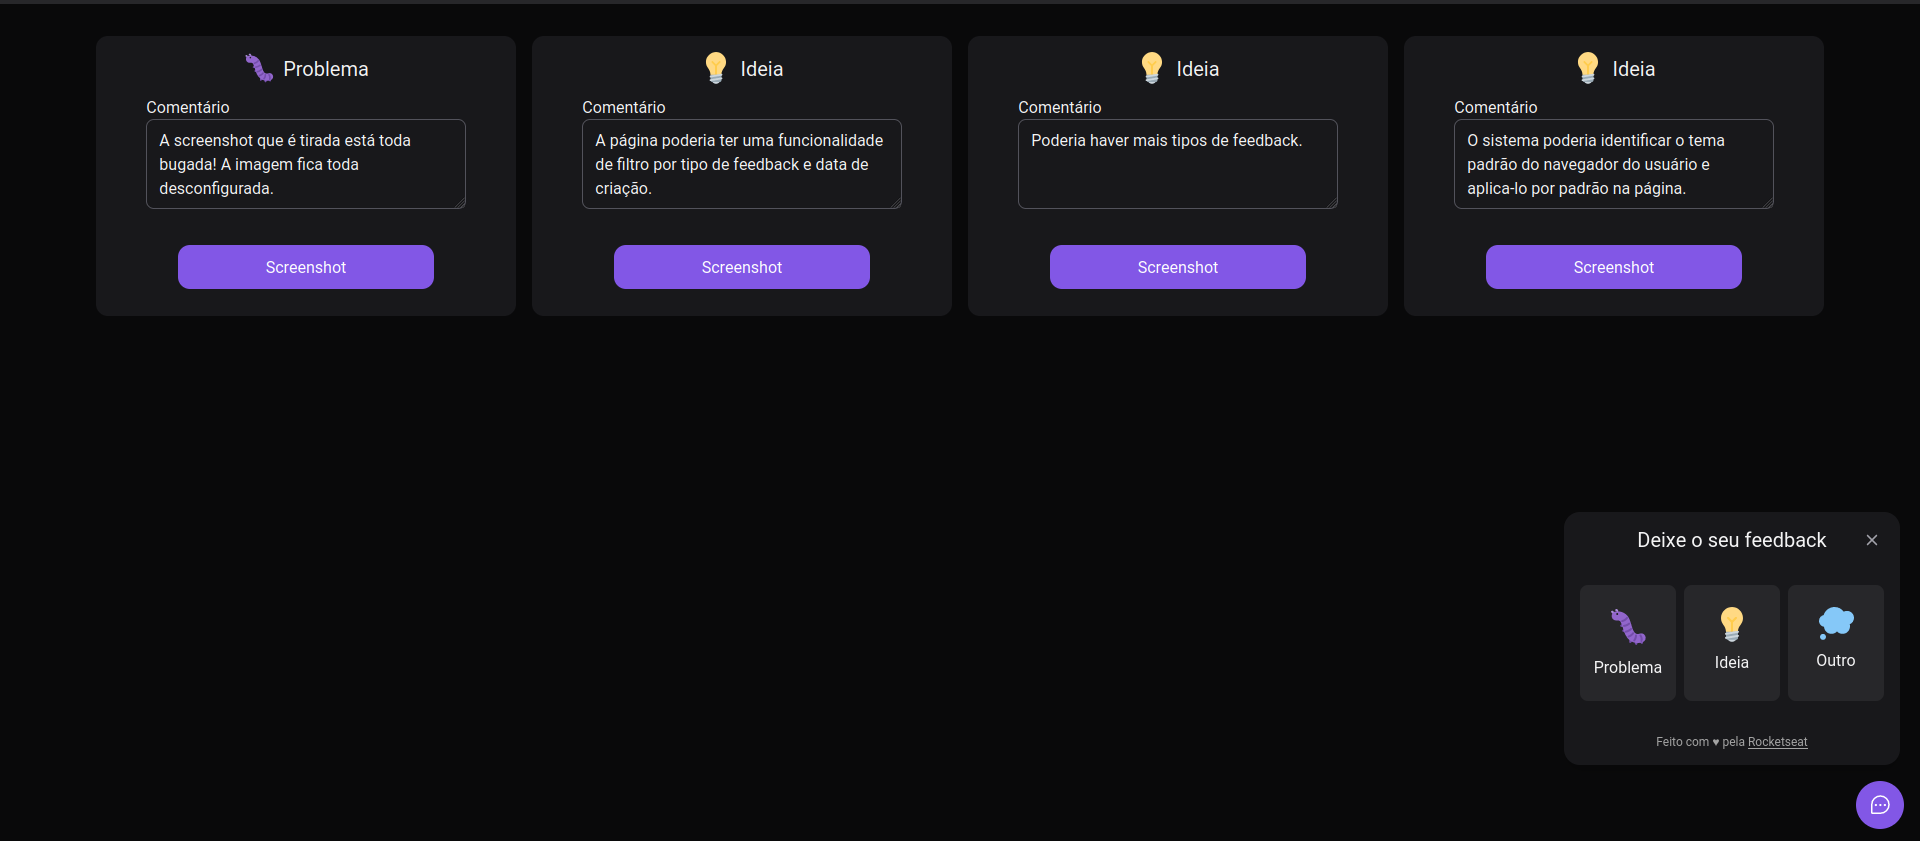 Problema
Comentário
A screenshot que é tirada está toda
bugada! A imagem fica toda
desconfigurada.
Screenshot
Ideia
Comentário
A página poderia ter uma funcionalidade
de filtro por tipo de feedback e data de
criação.
Screenshot
Ideia
Comentário
Poderia haver mais tipos de feedback.
Screenshot
Ideia
Comentário
O sistema poderia identificar o tema
padrão do navegador do usuário e
aplica-lo por padrão na página.
Screenshot
Deixe o seu feedback
Problema
Ideia
Outro
Feito com ♥ pela Rocketseat